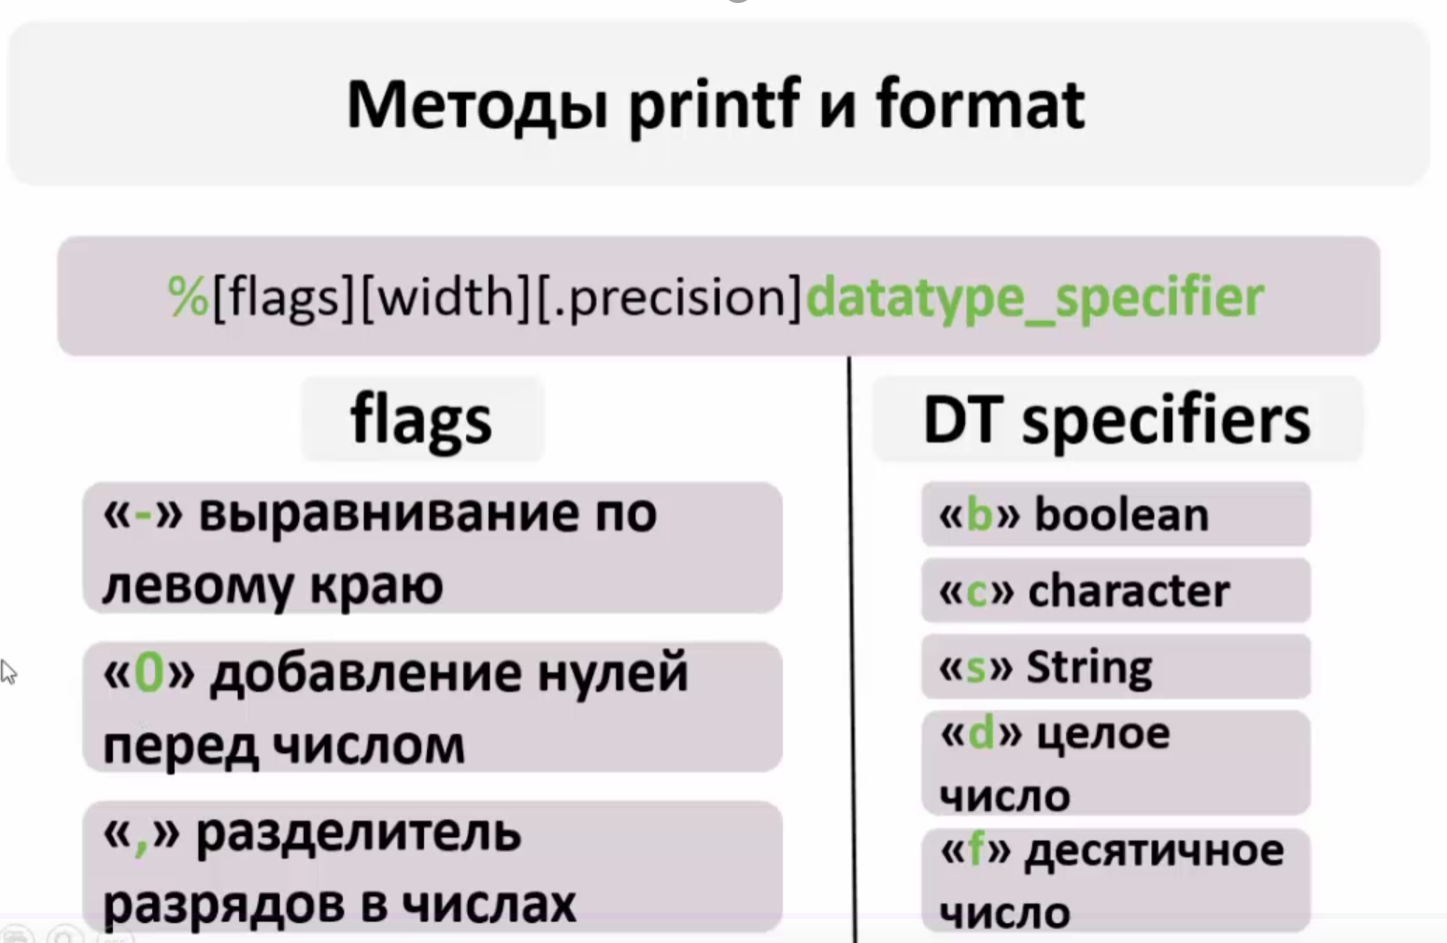 Методы printf и format
%[flags][width][.precision]datatype_specifier
flags
«-» выравнивание по
левому краю
«0» добавление нулей
перед числом
«,» разделитель
разрядов в числах
DT specifiers
«b» boolean
«c» character
«s» String
«d» целое
число
«f» десятичное
число